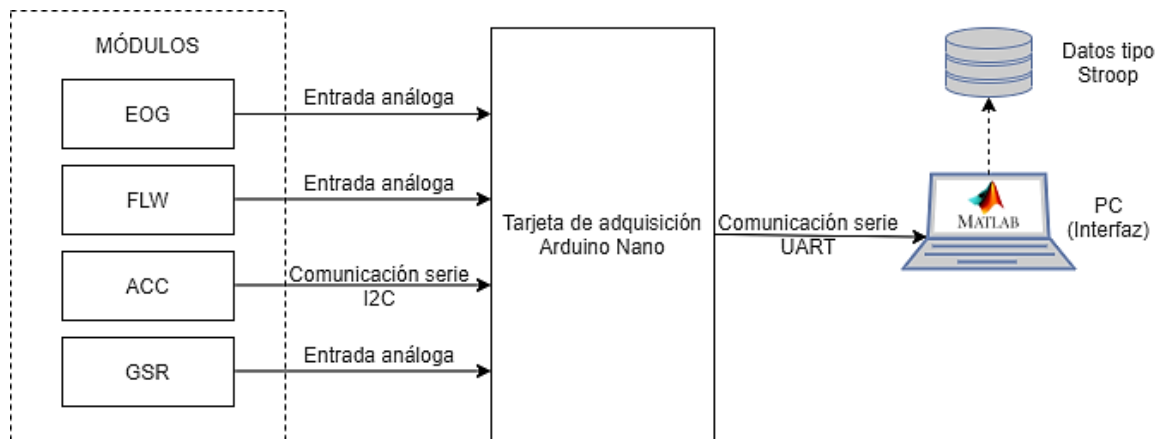 MÓDULOS
EOG
Entrada análoga
FLW
Entrada análoga
ACC
Comunicación serie
I2C
GSR
Entrada análoga
Tarjeta de adquisición
Arduino Nano
Comunicación serie
UART
MATLAB
PC
(Interfaz)
Datos tipo
Stroop